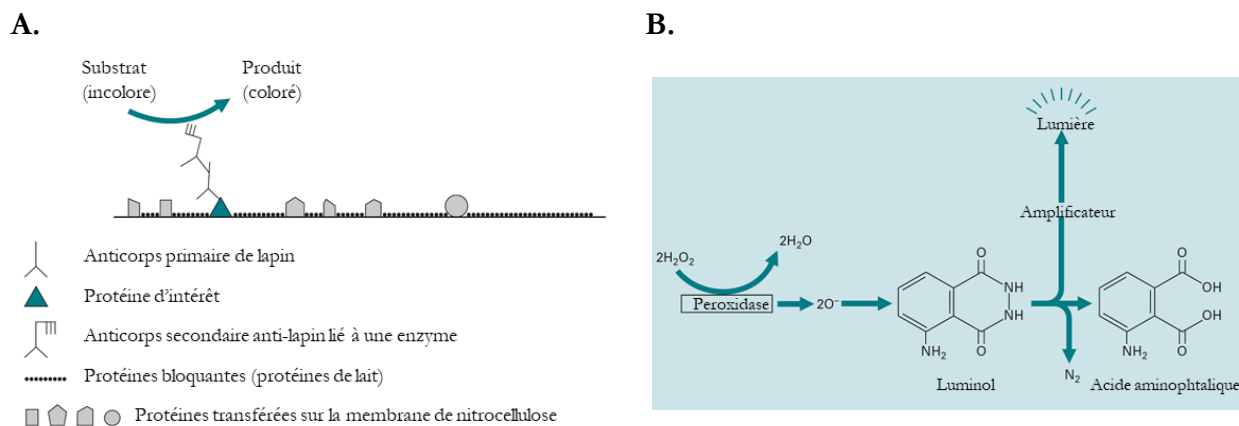 A.
Substrat
(incolore)
Produit
(coloré)
Anticorps primaire de lapin
Protéine d'intérêt
Anticorps secondaire anti-lapin lié à une enzyme
Protéines bloquantes (protéines de lait)
Protéines transférées sur la membrane de nitrocellulose
B.
Lumière
Amplificateur
2H₂O
2H₂O₂
Peroxidase
2O⁻
O
NH
NH
NH₂
O
Luminol
N₂
O
OH
OH
NH₂
O
Acide aminophtalique